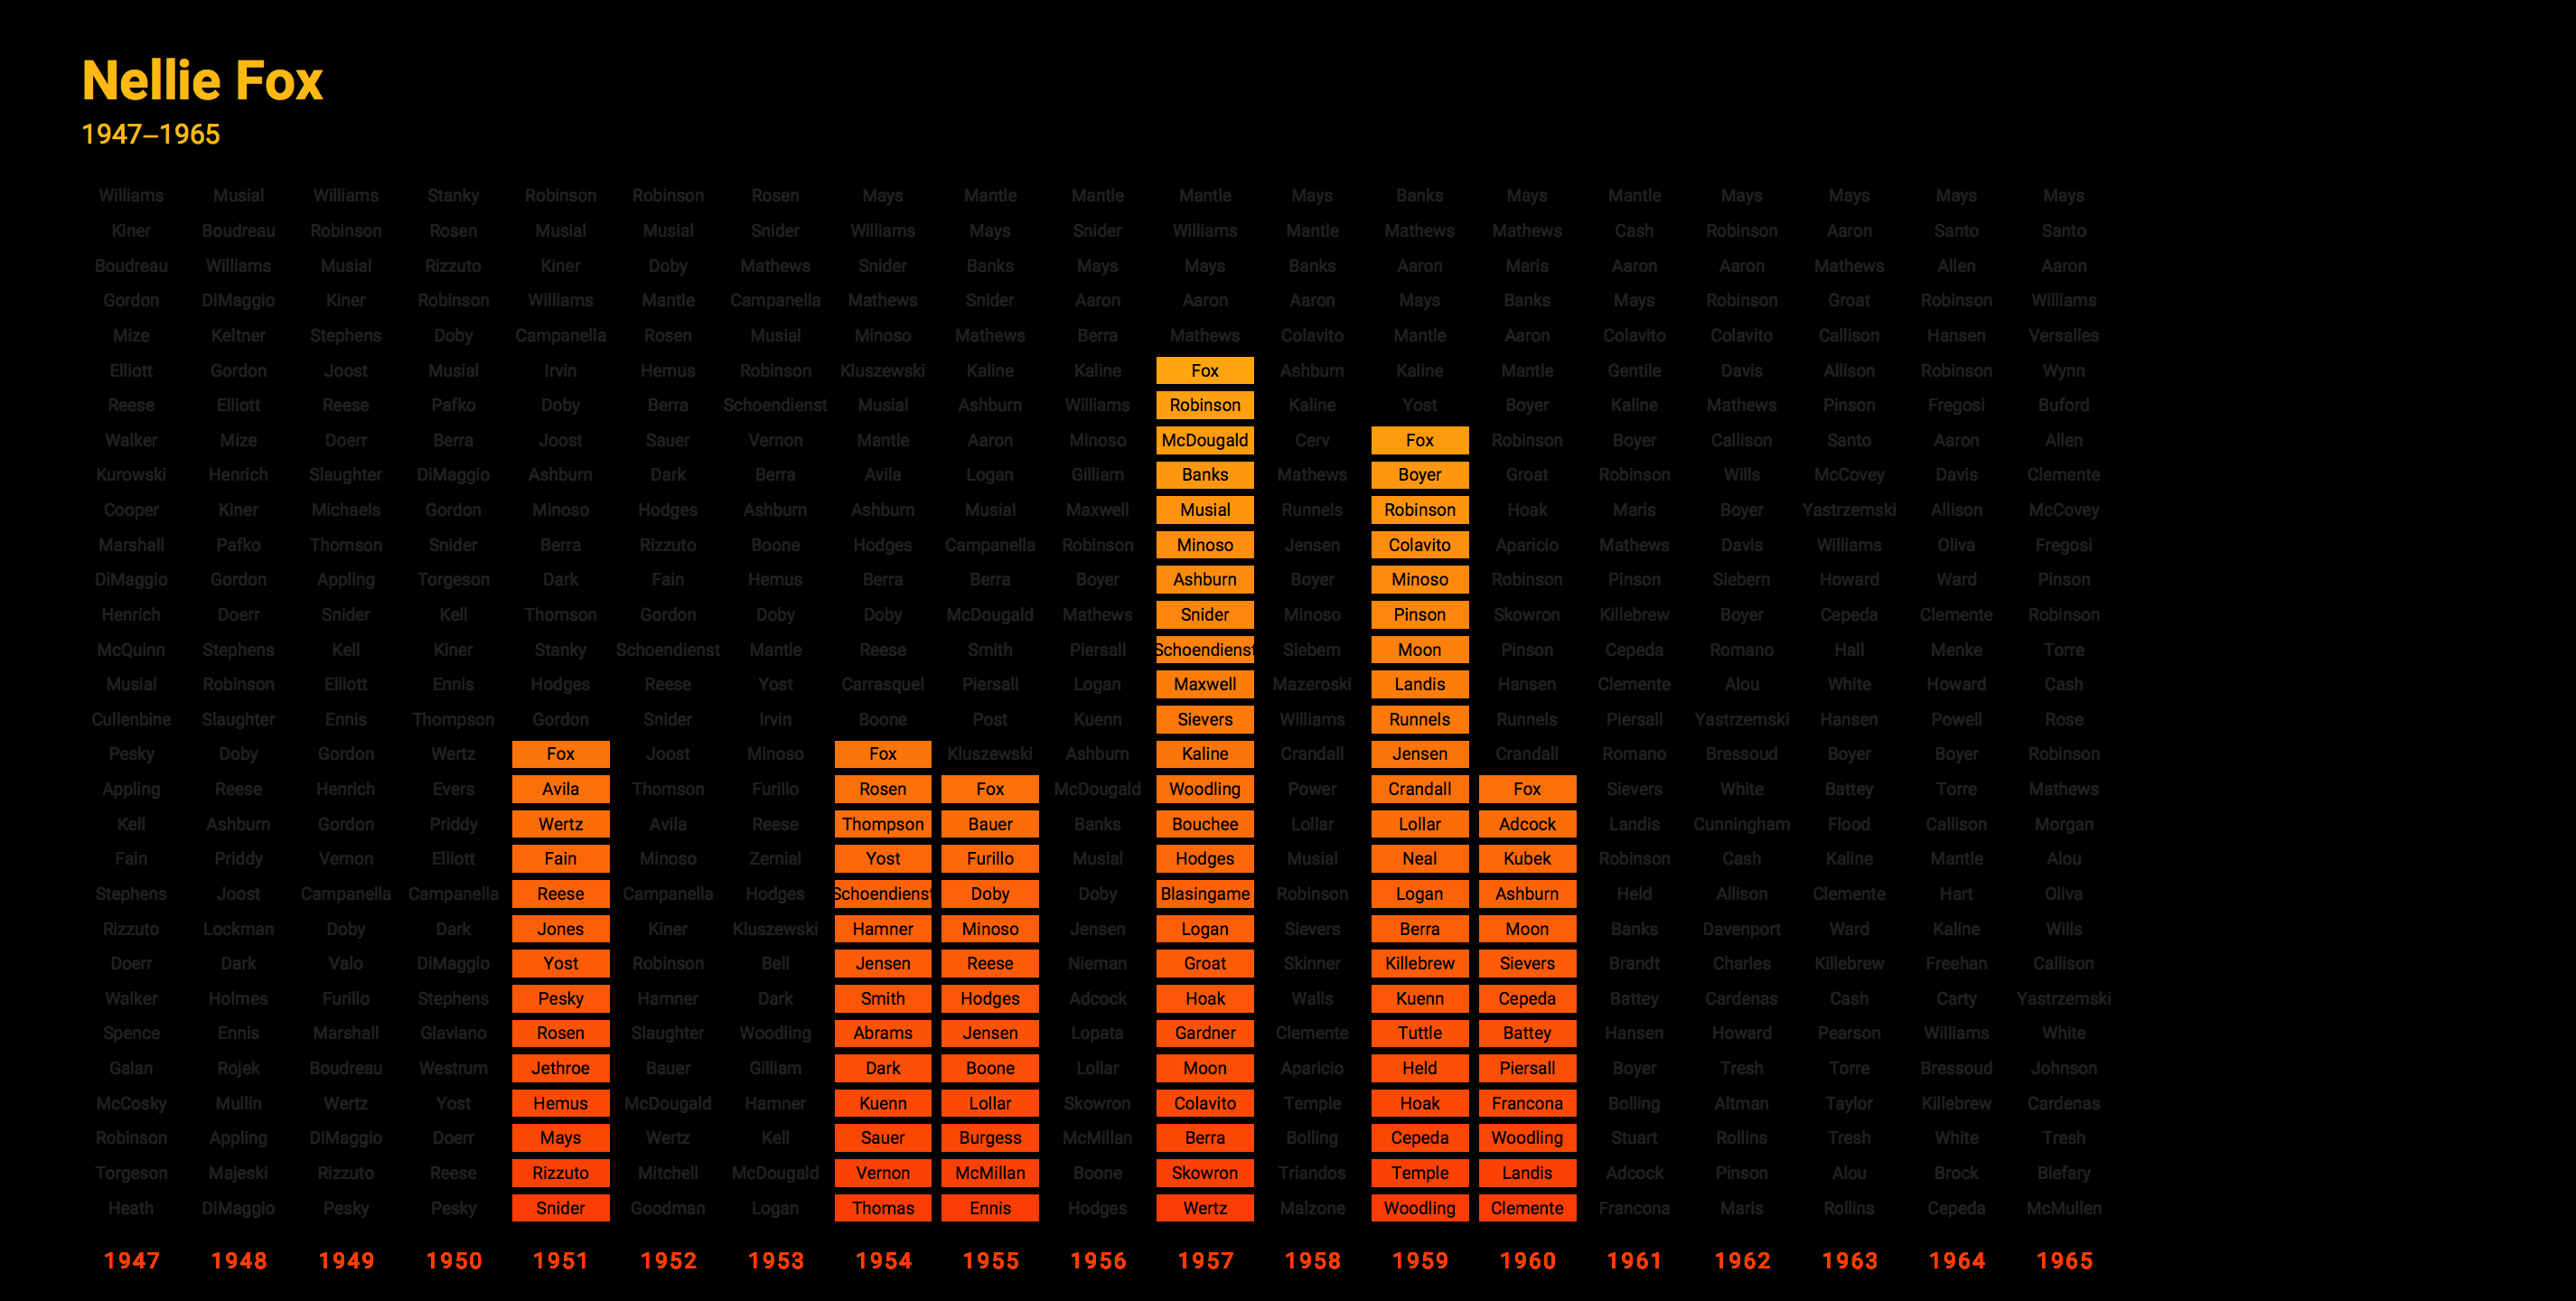 Nellie Fox
1947–1965
Williams Musial Williams Stanky Robinson Robinson Rosen Mays Mantle Mantle Mantle Mays Banks Mays Mantle Mays Mays Mays Mays
Kiner Boudreau Robinson Rosen Musial Musial Snider Williams Mays Snider Williams Mantle Mathews Mathews Cash Robinson Aaron Santo Santo
Boudreau Williams Musial Rizzuto Kiner Doby Mathews Snider Banks Mays Mays Banks Aaron Maris Aaron Aaron Mathews Allen Aaron
Gordon DiMaggio Kiner Robinson Williams Mantle Campanella Mathews Snider Aaron Aaron Aaron Mays Banks Mays Robinson Groat Robinson Williams
Mize Keltner Stephens Doby Campanella Rosen Musial Minoso Mathews Berra Mathews Colavito Mantle Aaron Colavito Colavito Callison Hansen Versalles
Elliott Gordon Joost Musial Irvin Hemus Robinson Kluszewski Kaline Kaline Fox Ashburn Kaline Mantle Gentile Davis Allison Robinson Wynn
Reese Elliott Reese Pafko Doby Berra Schoendienst Musial Ashburn Williams Robinson Kaline Yost Boyer Kaline Mathews Pinson Fregosi Buford
Walker Mize Doerr Berra Joost Sauer Vernon Mantle Aaron Minoso McDougald Cerv Fox Robinson Boyer Callison Santo Aaron Allen
Kurowski Henrich Slaughter DiMaggio Ashburn Dark Berra Avila Logan Gilliam Banks Mathews Boyer Groat Robinson Wills McCovey Davis Clemente
Cooper Kiner Michaels Gordon Minoso Hodges Ashburn Ashburn Musial Maxwell Musial Runnels Robinson Hoak Maris Boyer Yastrzemski Allison McCovey
Marshall Pafko Thomson Snider Berra Rizzuto Boone Hodges Campanella Robinson Minoso Jensen Colavito Aparicio Mathews Davis Williams Oliva Fregosi
DiMaggio Gordon Appling Torgeson Dark Fain Hemus Berra Berra Boyer Ashburn Boyer Minoso Robinson Pinson Siebern Howard Ward Pinson
Henrich Doerr Snider Kell Thomson Gordon Doby Doby McDougald Mathews Snider Minoso Pinson Skowron Killebrew Boyer Cepeda Clemente Robinson
McQuinn Stephens Kell Kiner Stanky Schoendienst Mantle Reese Smith Piersall Schoendienst Siebern Moon Pinson Cepeda Romano Hall Menke Torre
Musial Robinson Elliott Ennis Hodges Reese Yost Carrasquel Piersall Logan Maxwell Mazeroski Landis Hansen Clemente Alou White Howard Cash
Cullenbine Slaughter Ennis Thompson Gordon Snider Irvin Boone Post Kuenn Sievers Williams Runnels Runnels Piersall Yastrzemski Hansen Powell Rose
Pesky Doby Gordon Wertz Fox Joost Minoso Fox Kluszewski Ashburn Kaline Crandall Jensen Crandall Romano Bressoud Boyer Boyer Robinson
Appling Reese Henrich Evers Avila Thomson Furillo Rosen Fox McDougald Woodling Power Crandall Fox Sievers White Battey Torre Mathews
Kell Ashburn Gordon Priddy Wertz Avila Reese Thompson Bauer Banks Bouchee Lollar Lollar Adcock Landis Cunningham Flood Callison Morgan
Fain Priddy Vernon Elliott Fain Minoso Zernial Yost Furillo Musial Hodges Musial Neal Kubek Robinson Cash Kaline Mantle Alou
Stephens Joost Campanella Campanella Reese Campanella Hodges Schoendienst Doby Doby Blasingame Robinson Logan Ashburn Held Allison Clemente Hart Oliva
Rizzuto Lockman Doby Dark Jones Kiner Kluszewski Hamner Minoso Jensen Logan Sievers Berra Moon Banks Davenport Ward Kaline Wills
Doerr Dark Valo DiMaggio Yost Robinson Bell Jensen Reese Nieman Groat Skinner Killebrew Sievers Brandt Charles Killebrew Freehan Callison
Walker Holmes Furillo Stephens Pesky Hamner Dark Smith Hodges Adcock Hoak Walls Kuenn Cepeda Battey Cardenas Cash Carty Yastrzemski
Spence Ennis Marshall Glaviano Rosen Slaughter Woodling Abrams Jensen Lopata Gardner Clemente Tuttle Battey Hansen Howard Pearson Williams White
Galan Rojek Boudreau Westrum Jethroe Bauer Gilliam Dark Boone Lollar Moon Aparicio Held Piersall Boyer Tresh Torre Bressoud Johnson
McCosky Mullin Wertz Yost Hemus McDougald Hamner Kuenn Lollar Skowron Colavito Temple Hoak Francona Bolling Altman Taylor Killebrew Cardenas
Robinson Appling DiMaggio Doerr Mays Wertz Kell Sauer Burgess McMillan Berra Bolling Cepeda Woodling Stuart Rollins Tresh White Tresh
Torgeson Majeski Rizzuto Reese Rizzuto Mitchell McDougald Vernon McMillan Boone Skowron Triandos Temple Landis Adcock Pinson Alou Brock Blefary
Heath DiMaggio Pesky Pesky Snider Goodman Logan Thomas Ennis Hodges Wertz Malzone Woodling Clemente Francona Maris Rollins Cepeda McMullen
1947 1948 1949 1950 1951 1952 1953 1954 1955 1956 1957 1958 1959 1960 1961 1962 1963 1964 1965